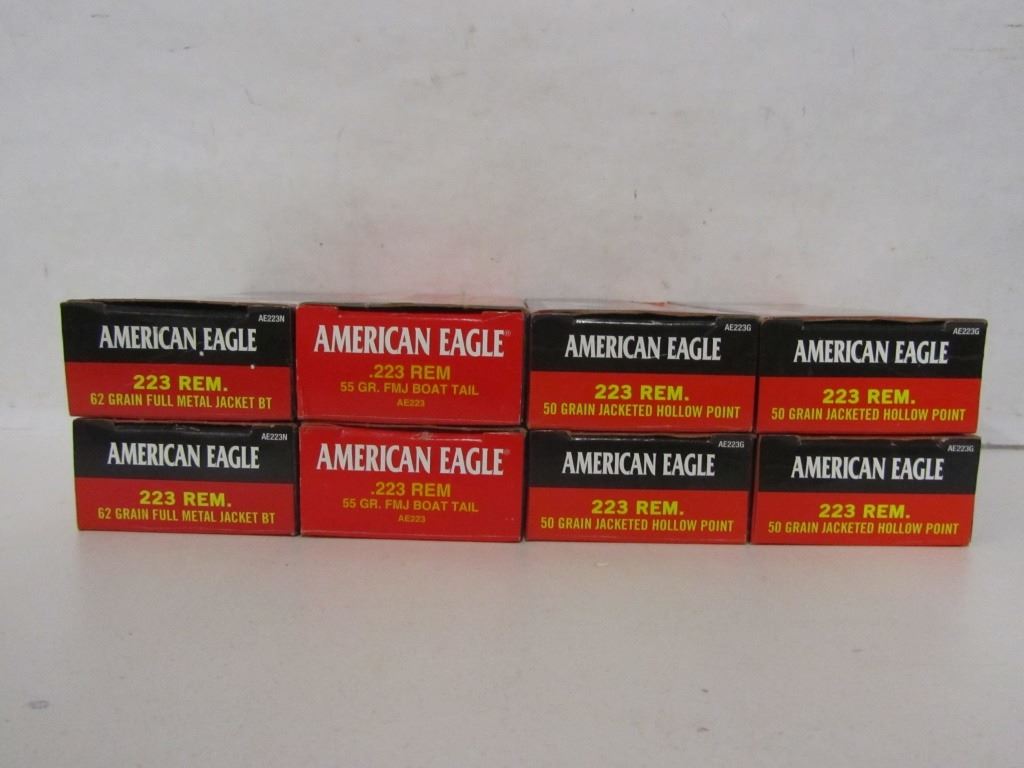 AE223N
AMERICAN EAGLE
223 REM.
62 GRAIN FULL METAL JACKET BT
AMERICAN EAGLE®
.223 REM
55 GR. FMJ BOAT TAIL
AE223
AE223G
AMERICAN EAGLE
223 REM.
50 GRAIN JACKETED HOLLOW POINT
AE223G
AMERICAN EAGLE
223 REM.
50 GRAIN JACKETED HOLLOW POINT
AE223N
AMERICAN EAGLE
223 REM.
62 GRAIN FULL METAL JACKET BT
AMERICAN EAGLE®
.223 REM
55 GR. FMJ BOAT TAIL
AE223
AE223G
AMERICAN EAGLE
223 REM.
50 GRAIN JACKETED HOLLOW POINT
AE223G
AMERICAN EAGLE
223 REM.
50 GRAIN JACKETED HOLLOW POINT